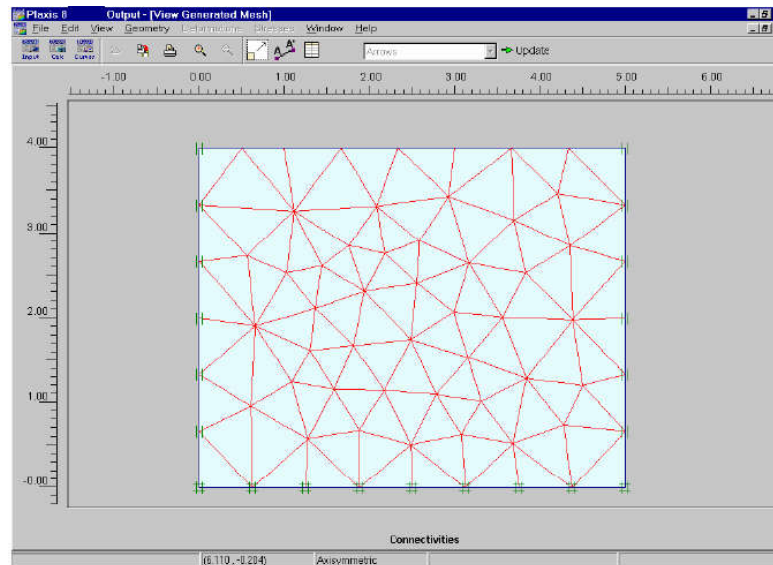 Plaxis 8 Output - [View Generated Mesh]
File Edit View Geometry Deformations Stresses Window Help
Input Calc Curves Arrows Update
-1.00 0.00 1.00 2.00 3.00 4.00 5.00 6.00
4.00
3.00
2.00
1.00
-0.00
Connectivities
(6.110 , -0.204) Axisymmetric